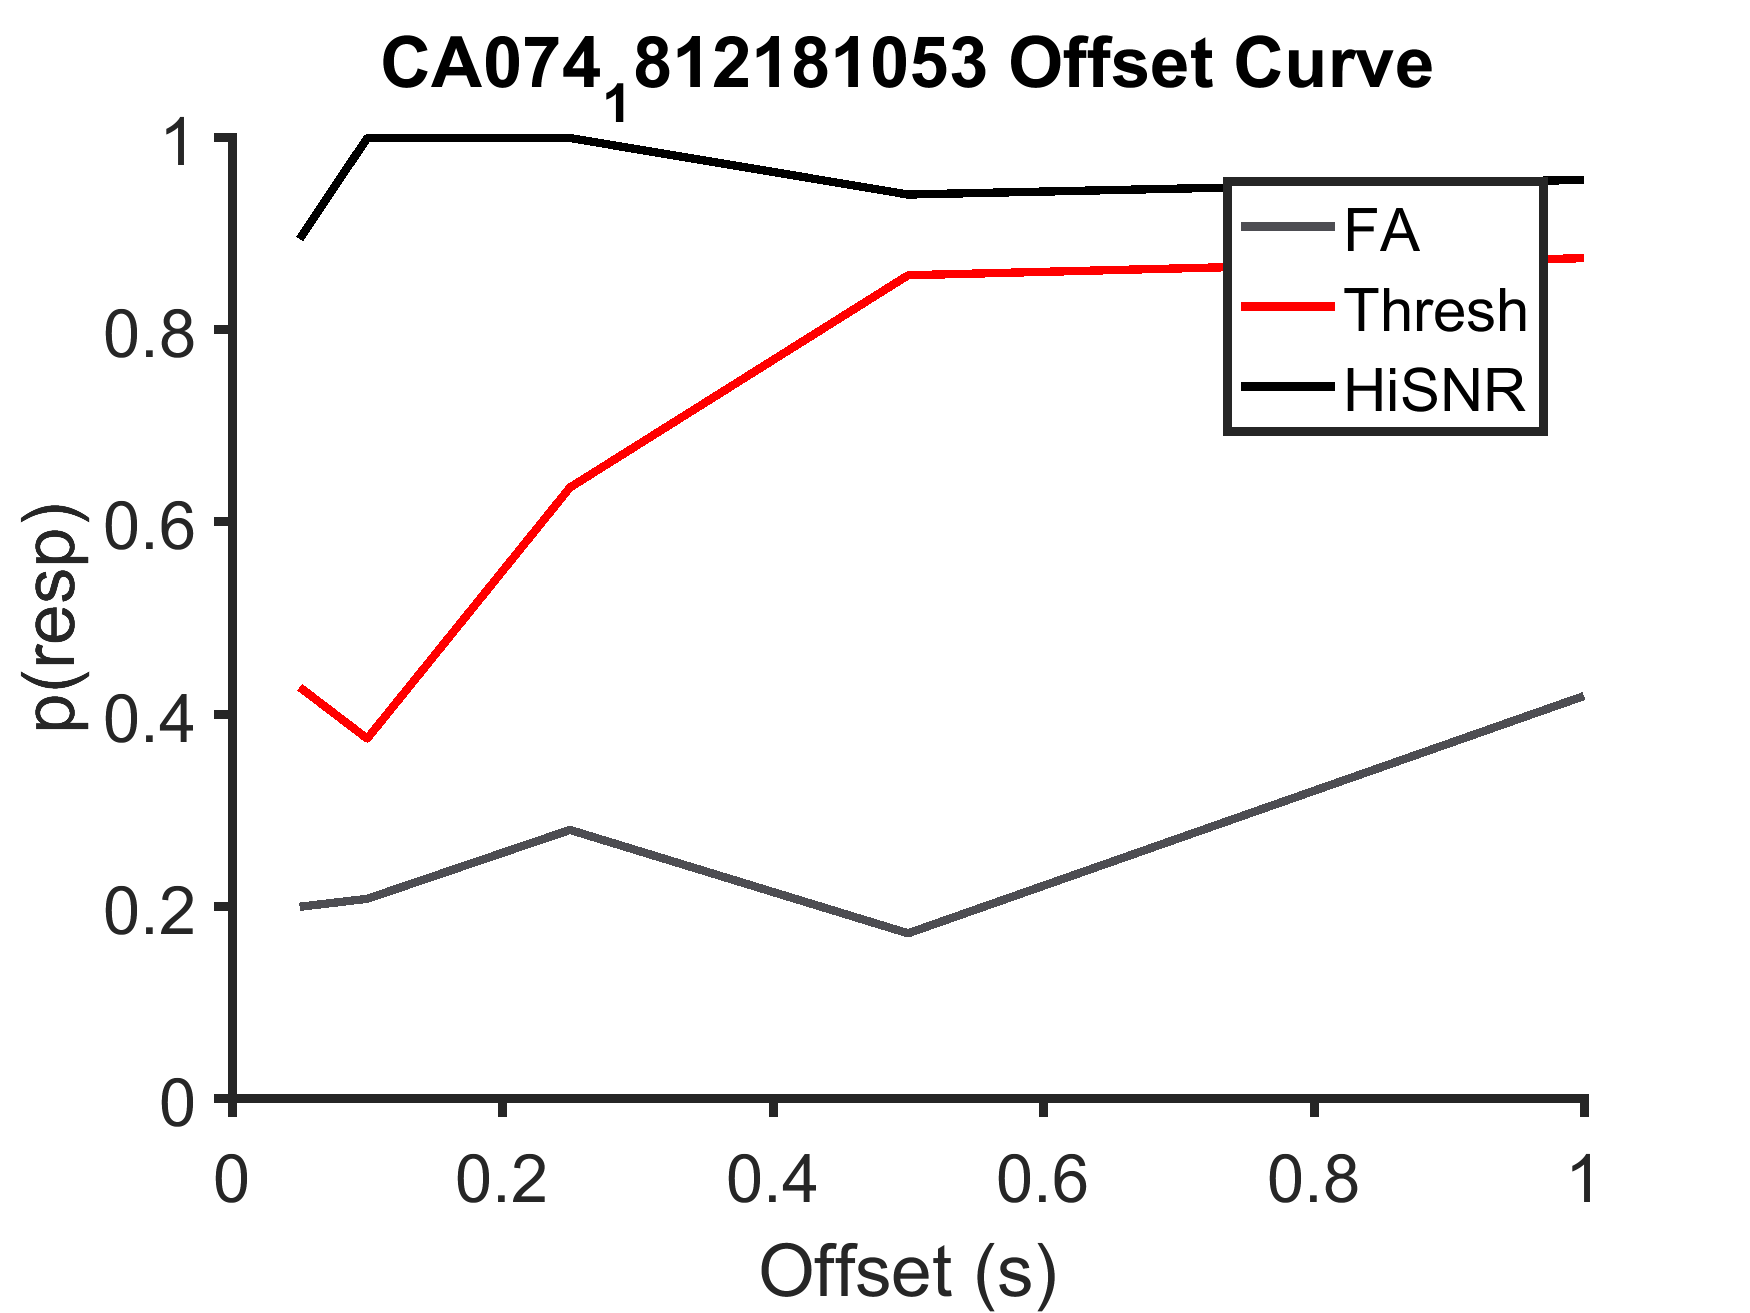 CA074₁812181053 Offset Curve
1
0.8
0.6
0.4
0.2
0
p(resp)
FA
Thresh
HiSNR
0 0.2 0.4 0.6 0.8 1
Offset (s)